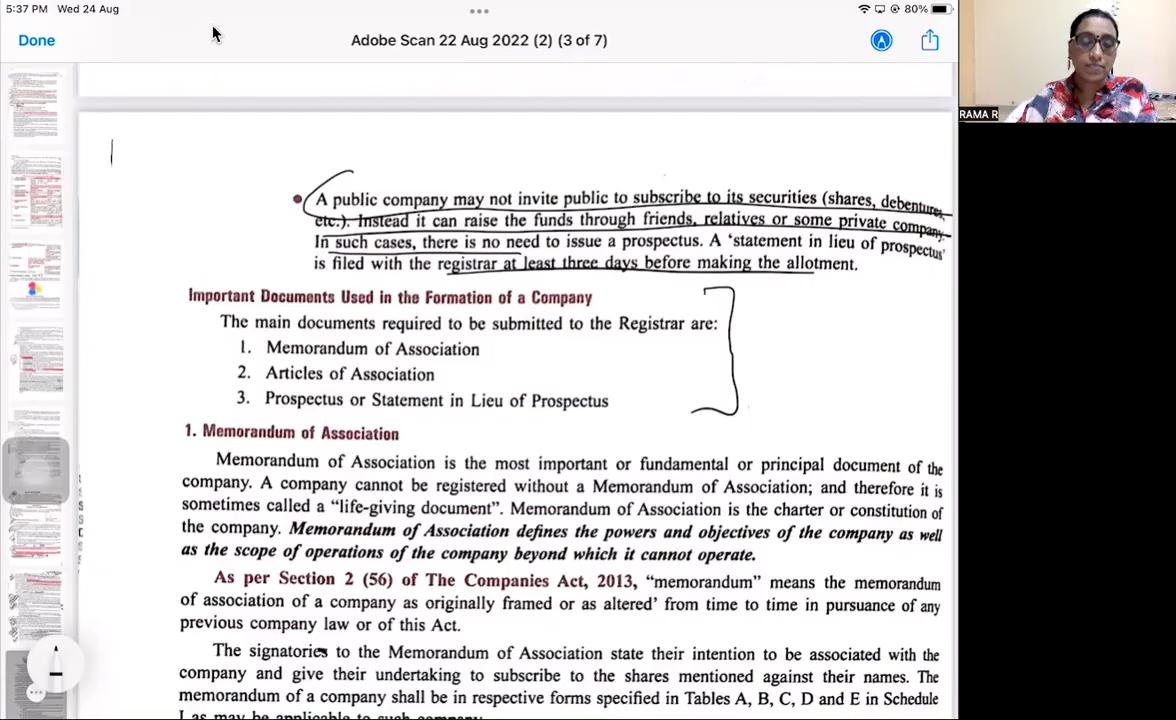 5:37 PM Wed 24 Aug
80%
Done
Adobe Scan 22 Aug 2022 (2) (3 of 7)
RAMA R
• A public company may not invite public to subscribe to its securities (shares, debentures,
etc.). Instead it can raise the funds through friends, relatives or some private company.
In such cases, there is no need to issue a prospectus. A ‘statement in lieu of prospectus’
is filed with the registrar at least three days before making the allotment.
Important Documents Used in the Formation of a Company
The main documents required to be submitted to the Registrar are:
1. Memorandum of Association
2. Articles of Association
3. Prospectus or Statement in Lieu of Prospectus
1. Memorandum of Association
Memorandum of Association is the most important or fundamental or principal document of the
company. A company cannot be registered without a Memorandum of Association; and therefore it is
sometimes called a “life-giving document”. Memorandum of Association is the charter or constitution of
the company. Memorandum of Association defines the powers and objectives of the company as well
as the scope of operations of the company beyond which it cannot operate.
As per Section 2 (56) of The Companies Act, 2013, “memorandum” means the memorandum
of association of a company as originally framed or as altered’ from time to time in pursuance of any
previous company law or of this Act.
The signatories to the Memorandum of Association state their intention to be associated with the
company and give their undertaking to subscribe to the shares mentioned against their names. The
memorandum of a company shall be in respective forms specified in Tables A, B, C, D and E in Schedule
I as may be applicable to such company.